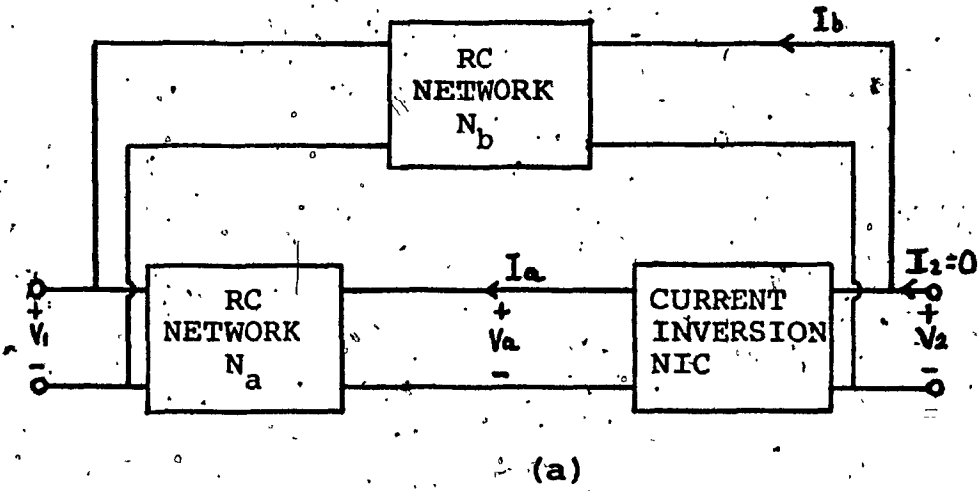 Ib
RC
NETWORK
Nb
Ia
I2=0
+
V1
-
RC
NETWORK
Na
+
Va
-
CURRENT
INVERSION
NIC
+
V2
-
(a)